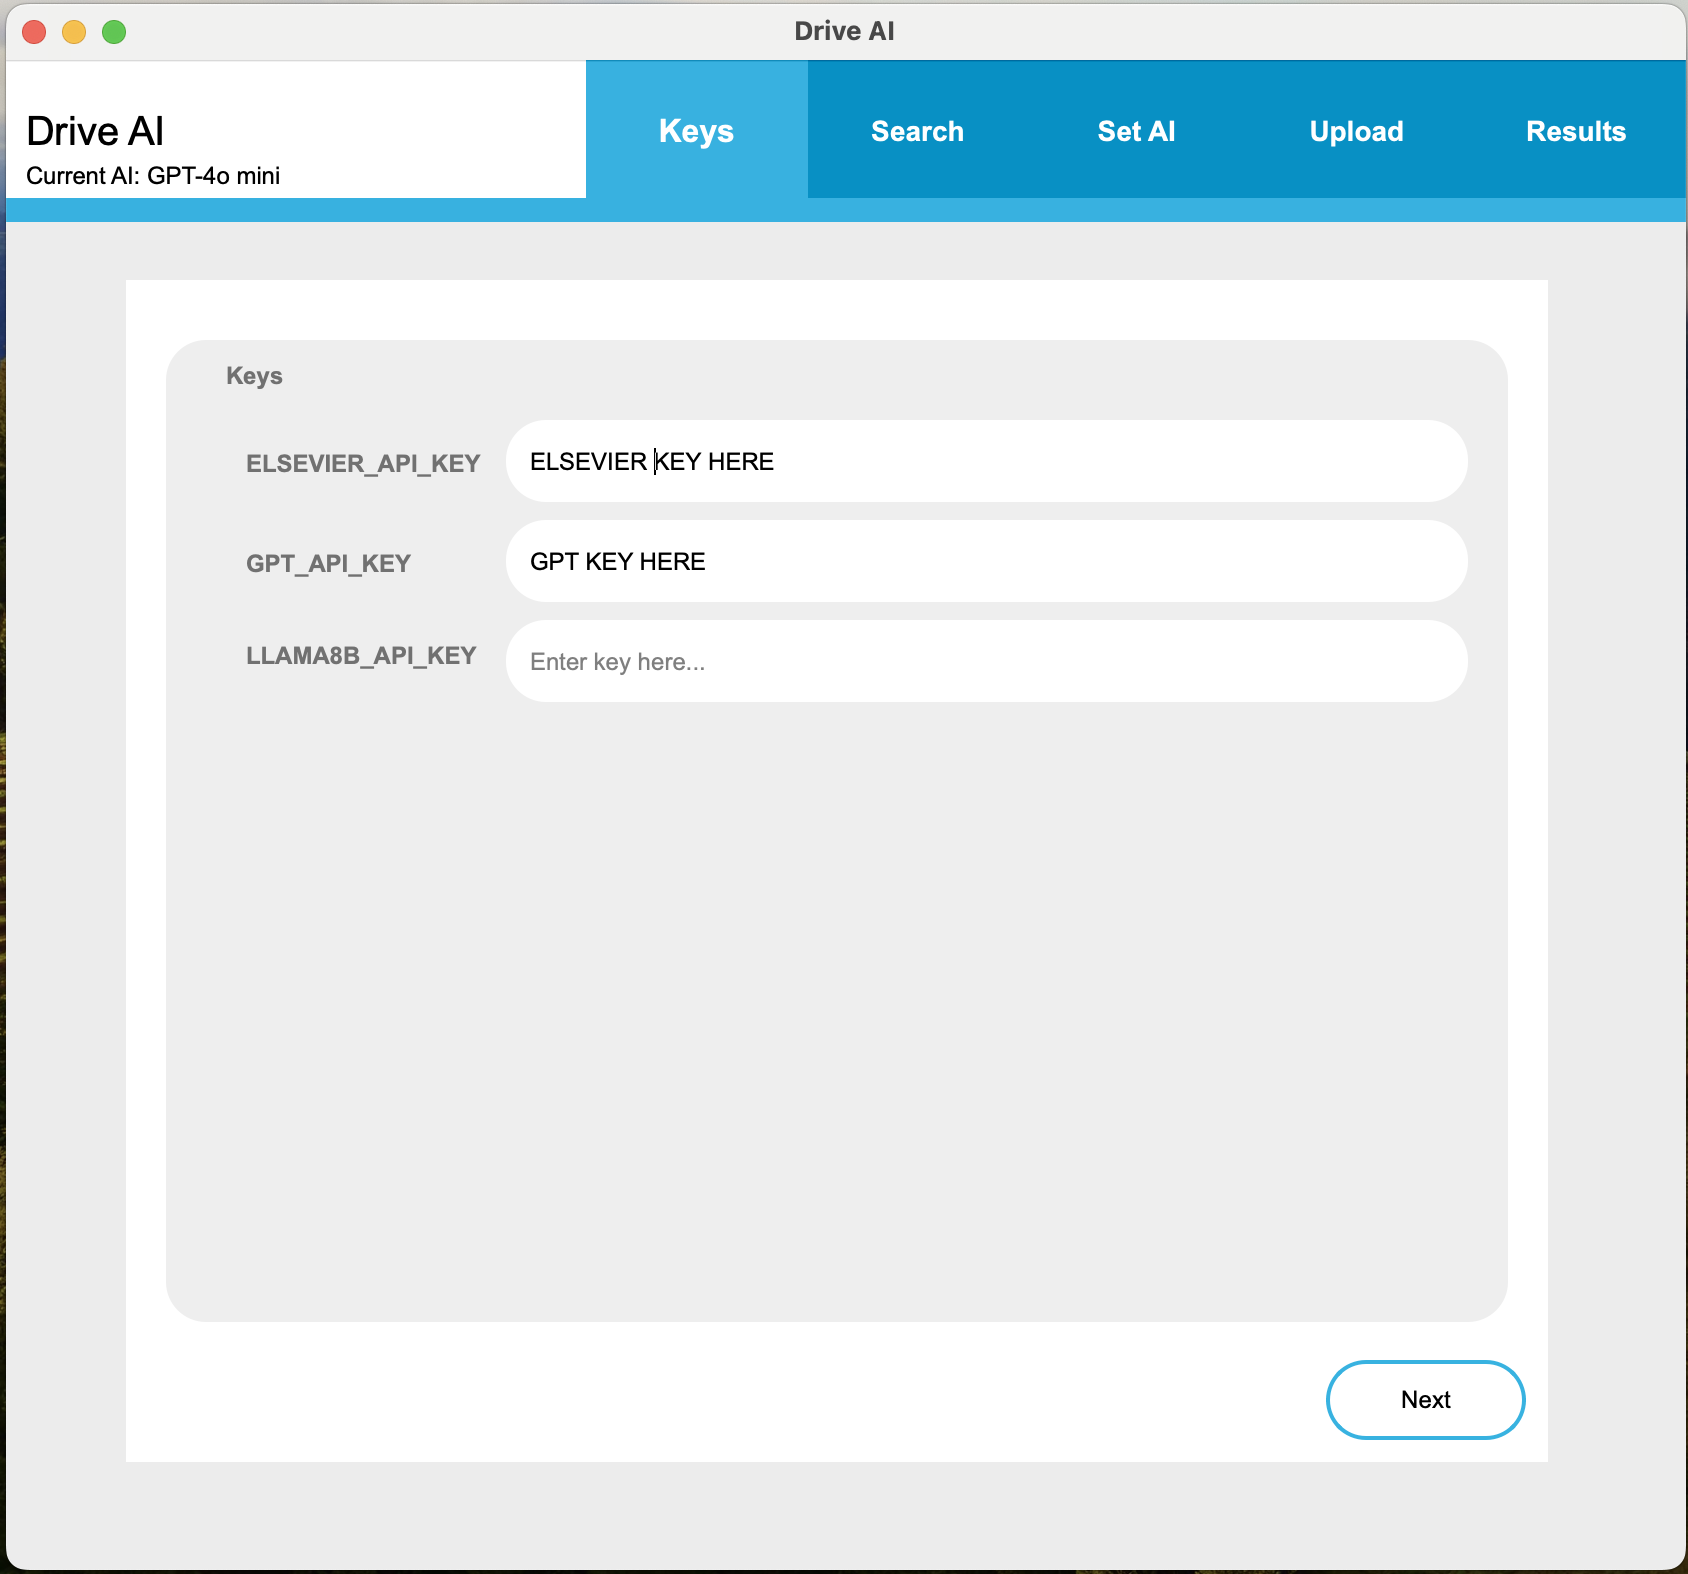 Drive AI
Drive AI
Current AI: GPT-4o mini
Keys
Search
Set AI
Upload
Results
Keys
ELSEVIER_API_KEY
ELSEVIER KEY HERE
GPT_API_KEY
GPT KEY HERE
LLAMA8B_API_KEY
Enter key here...
Next